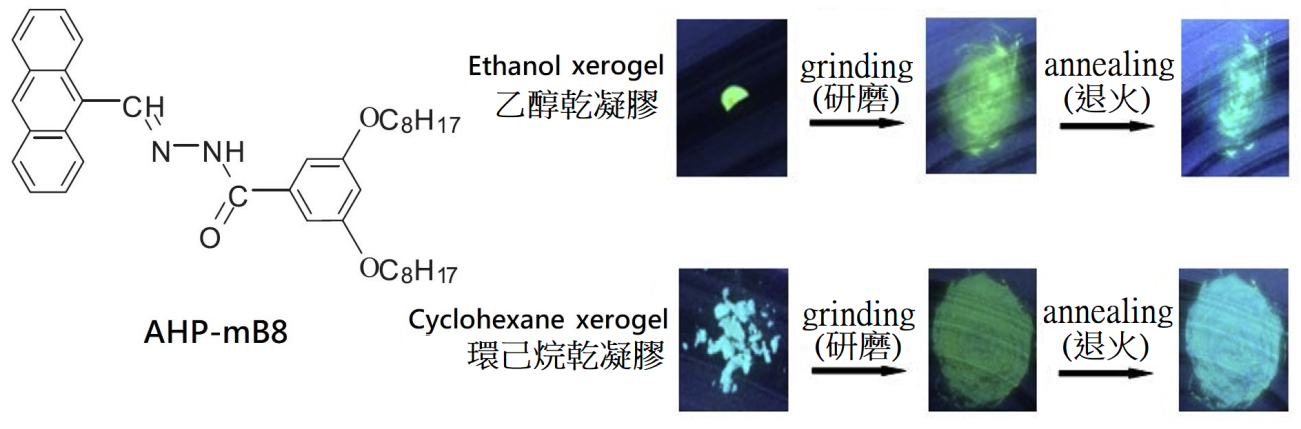 CH
N
NH
C
O
OC8H17
OC8H17
AHP-mB8
Ethanol xerogel
乙醇乾凝膠
grinding
(研磨)
annealing
(退火)
Cyclohexane xerogel
環己烷乾凝膠
grinding
(研磨)
annealing
(退火)